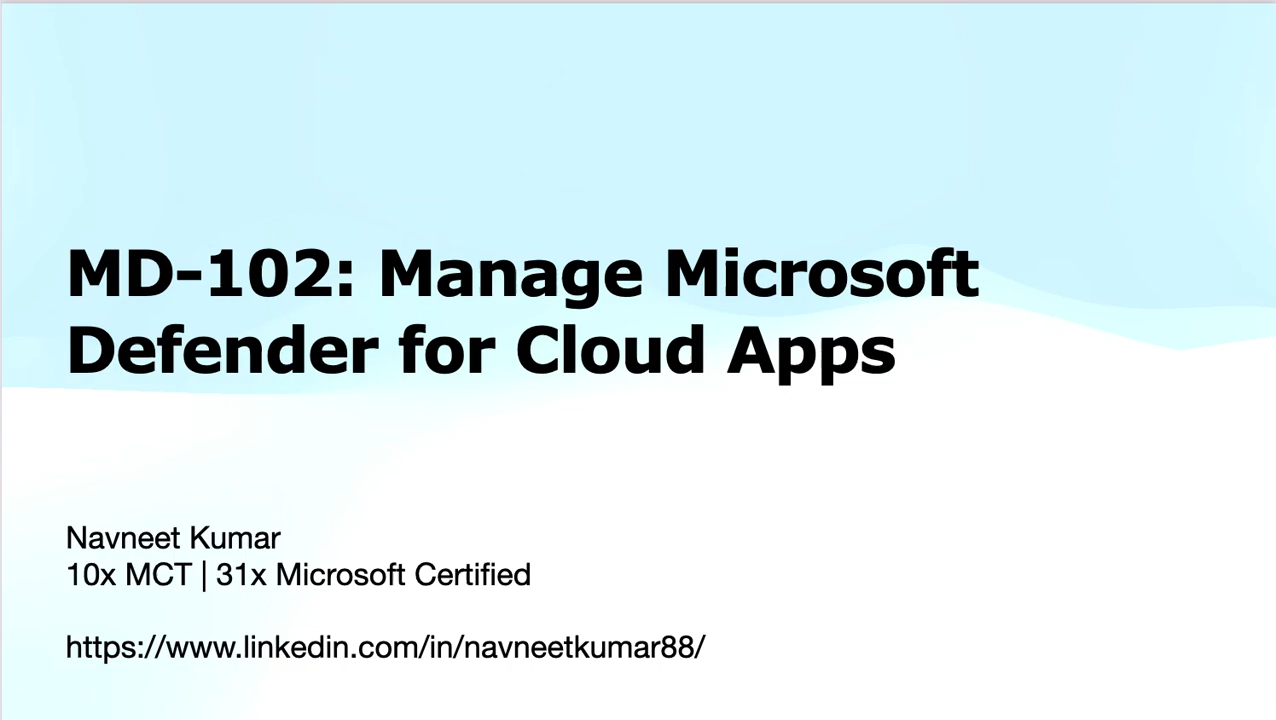 MD-102: Manage Microsoft
Defender for Cloud Apps
Navneet Kumar
10x MCT | 31x Microsoft Certified
https://www.linkedin.com/in/navneetkumar88/